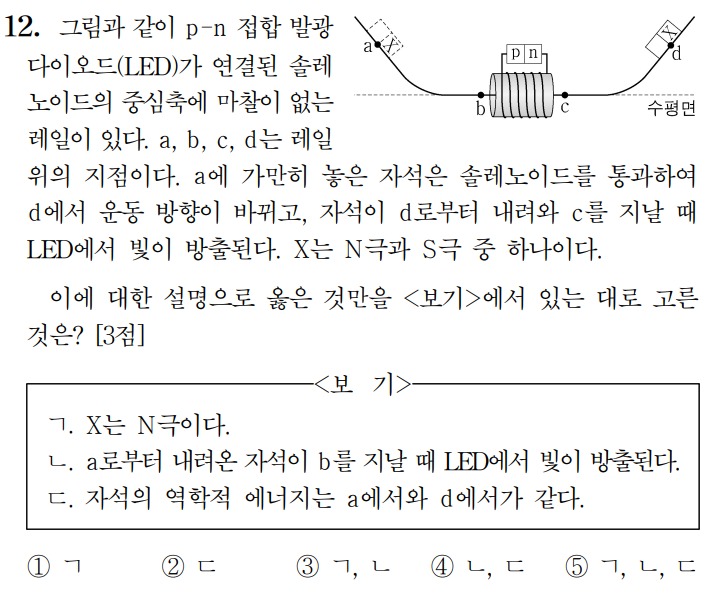 12. 그림과 같이 p-n 접합 발광
다이오드(LED)가 연결된 솔레
노이드의 중심축에 마찰이 없는
레일이 있다. a, b, c, d는 레일
위의 지점이다. a에 가만히 놓은 자석은 솔레노이드를 통과하여
d에서 운동 방향이 바뀌고, 자석이 d로부터 내려와 c를 지날 때
LED에서 빛이 방출된다. X는 N극과 S극 중 하나이다.
a
X
p n
b
c
X
d
수평면
이에 대한 설명으로 옳은 것만을 <보기>에서 있는 대로 고른
것은? [3점]
<보 기>
ㄱ. X는 N극이다.
ㄴ. a로부터 내려온 자석이 b를 지날 때 LED에서 빛이 방출된다.
ㄷ. 자석의 역학적 에너지는 a에서와 d에서가 같다.
① ㄱ ② ㄷ ③ ㄱ, ㄴ ④ ㄴ, ㄷ ⑤ ㄱ, ㄴ, ㄷ